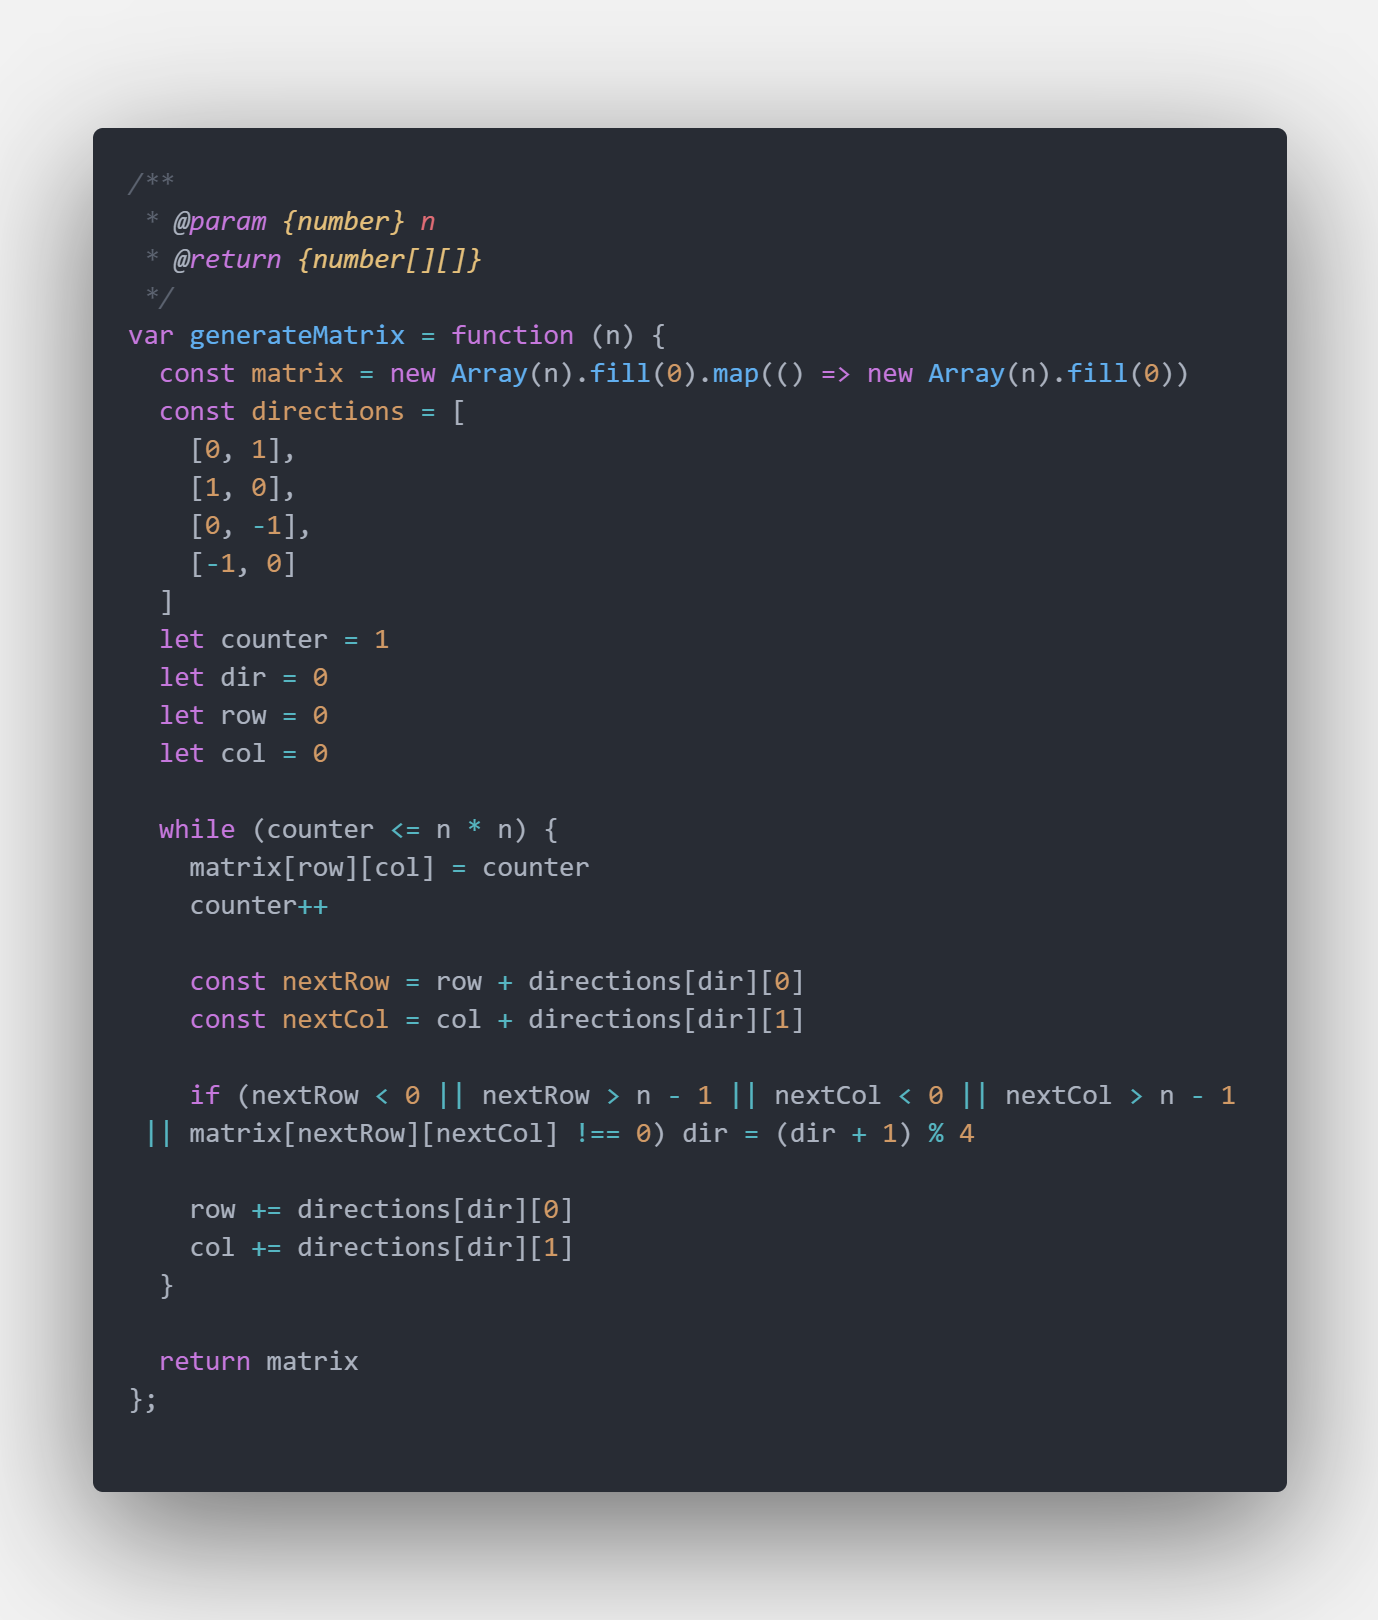 /**
 * @param {number} n
 * @return {number[][]}
 */
var generateMatrix = function (n) {
  const matrix = new Array(n).fill(0).map(() => new Array(n).fill(0))
  const directions = [
    [0, 1],
    [1, 0],
    [0, -1],
    [-1, 0]
  ]
  let counter = 1
  let dir = 0
  let row = 0
  let col = 0

  while (counter <= n * n) {
    matrix[row][col] = counter
    counter++

    const nextRow = row + directions[dir][0]
    const nextCol = col + directions[dir][1]

    if (nextRow < 0 || nextRow > n - 1 || nextCol < 0 || nextCol > n - 1
 || matrix[nextRow][nextCol] !== 0) dir = (dir + 1) % 4

    row += directions[dir][0]
    col += directions[dir][1]
  }

  return matrix
};